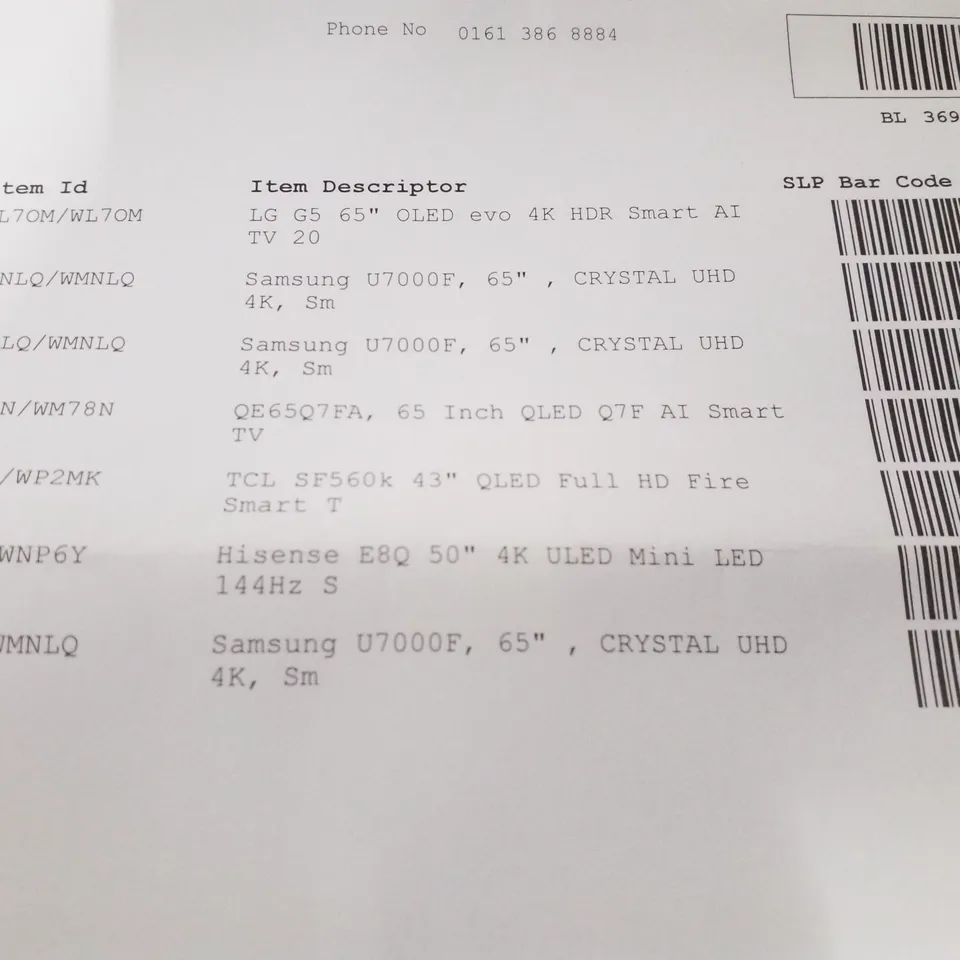 Phone No 0161 386 8884
BL 369
tem Id Item Descriptor SLP Bar Code
L7OM/WL7OM LG G5 65" OLED evo 4K HDR Smart AI
TV 20
NLQ/WMNLQ Samsung U7000F, 65" , CRYSTAL UHD
4K, Sm
LQ/WMNLQ Samsung U7000F, 65" , CRYSTAL UHD
4K, Sm
N/WM78N QE65Q7FA, 65 Inch QLED Q7F AI Smart
TV
/WP2MK TCL SF560k 43" QLED Full HD Fire
Smart T
WNP6Y Hisense E8Q 50" 4K ULED Mini LED
144Hz S
WMNLQ Samsung U7000F, 65" , CRYSTAL UHD
4K, Sm